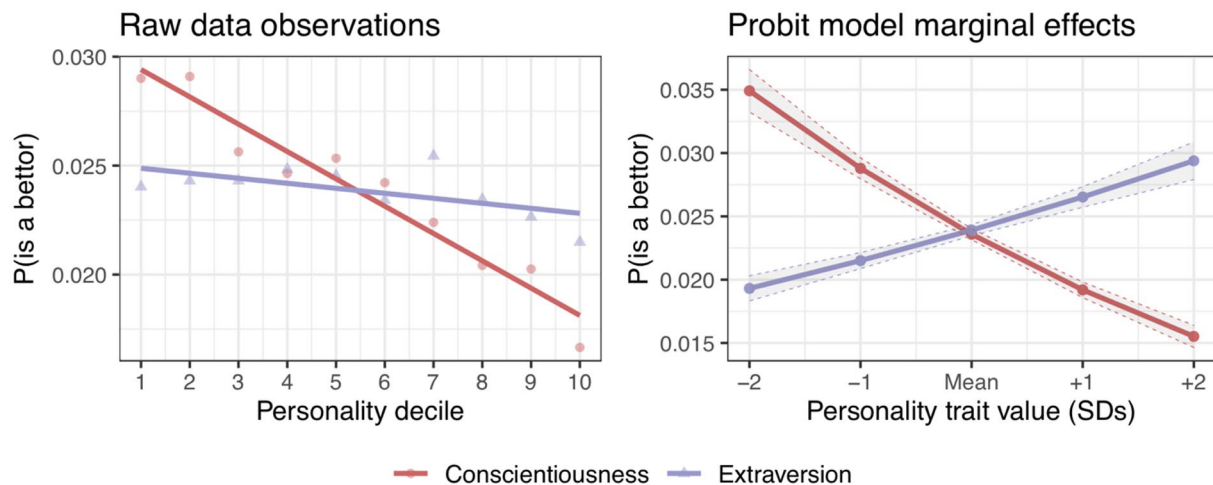 Raw data observations
P(is a bettor)
0.030
0.025
0.020
1 2 3 4 5 6 7 8 9 10
Personality decile
Probit model marginal effects
P(is a bettor)
0.035
0.030
0.025
0.020
0.015
−2 −1 Mean +1 +2
Personality trait value (SDs)
Conscientiousness Extraversion